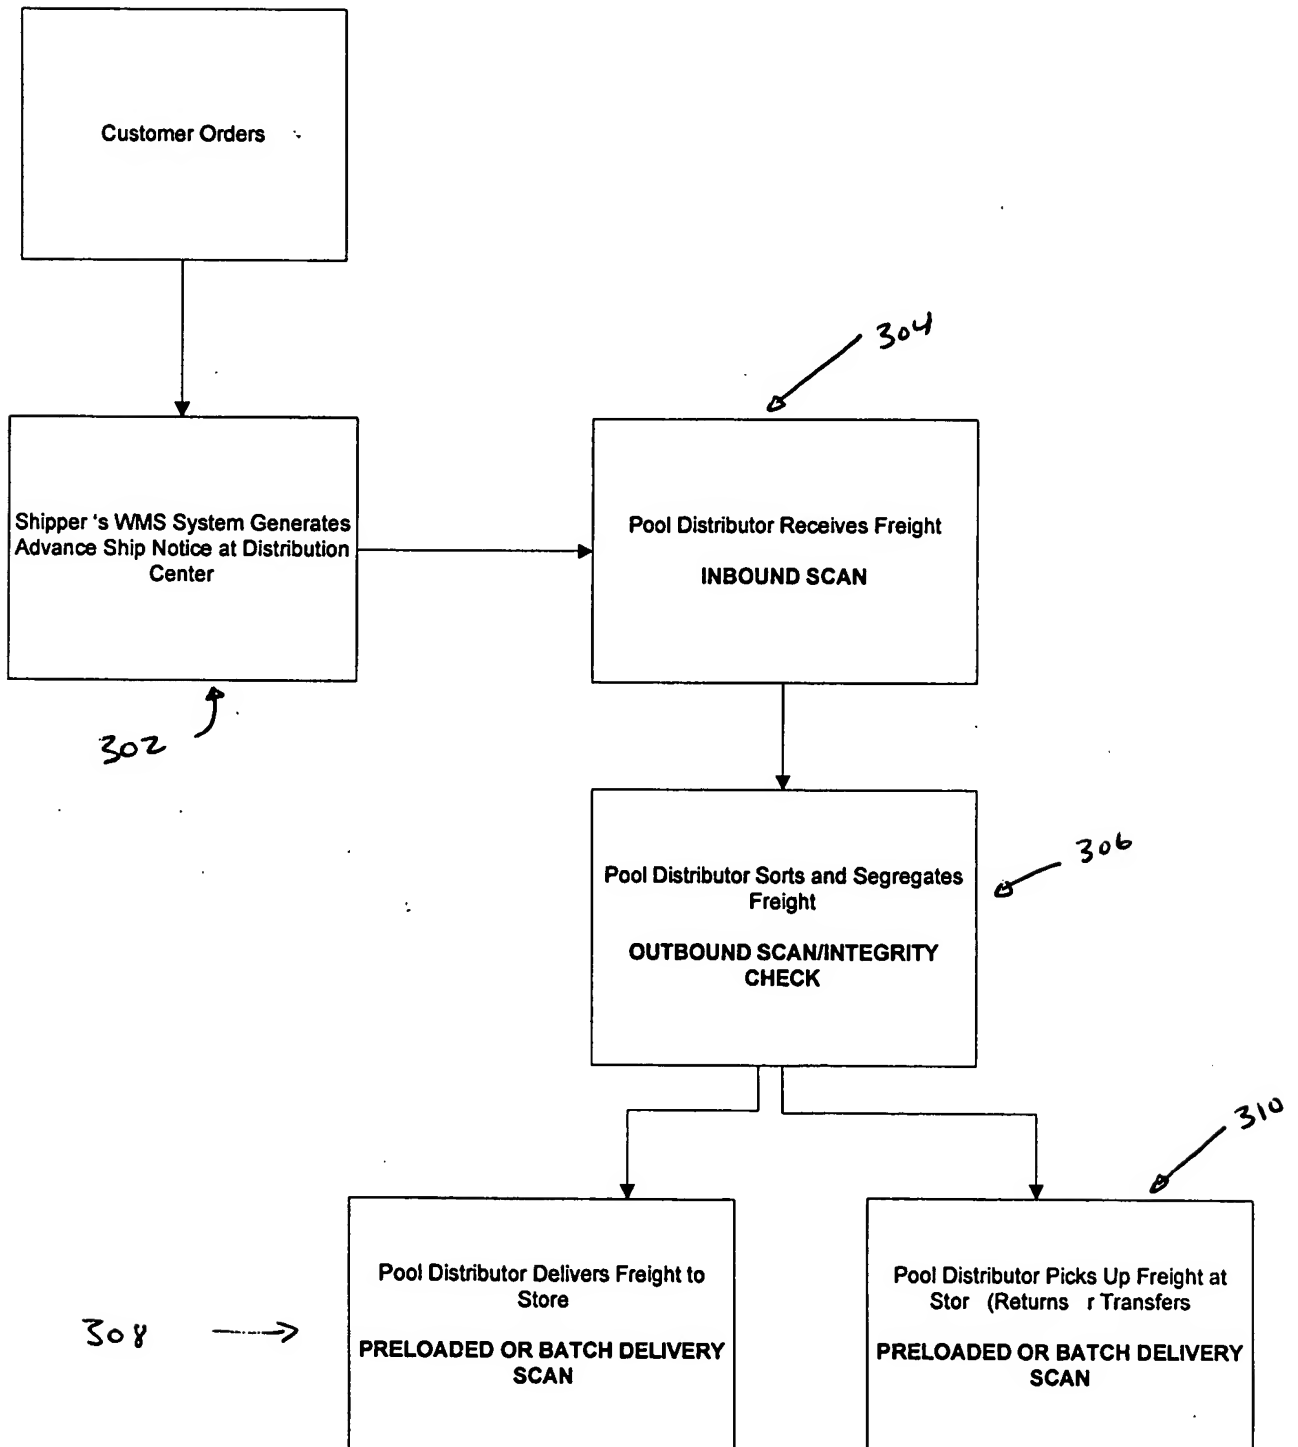 Customer Orders
304
Shipper 's WMS System Generates
Advance Ship Notice at Distribution
Center
Pool Distributor Receives Freight
INBOUND SCAN
302
306
Pool Distributor Sorts and Segregates
Freight
OUTBOUND SCAN/INTEGRITY
CHECK
310
Pool Distributor Delivers Freight to
Store
PRELOADED OR BATCH DELIVERY
SCAN
308
Pool Distributor Picks Up Freight at
Stor (Returns r Transfers
PRELOADED OR BATCH DELIVERY
SCAN